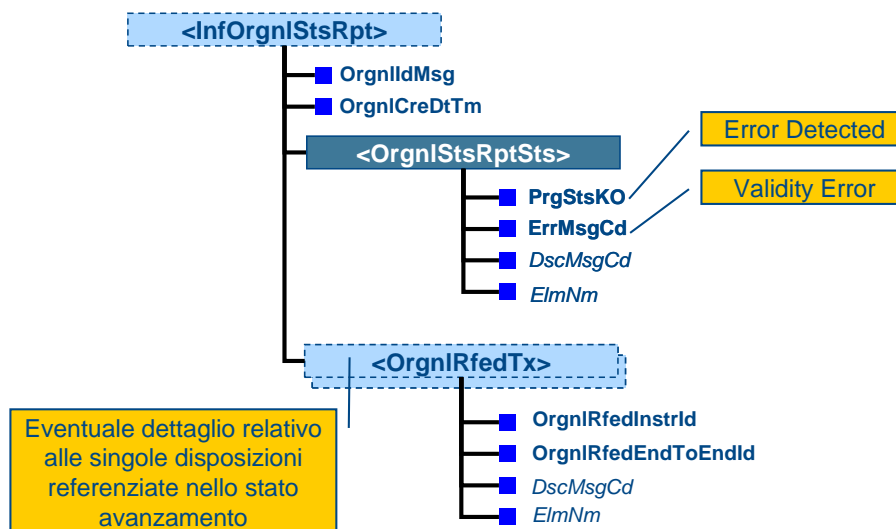 <InfOrgnlStsRpt>
OrgnlIdMsg
OrgnlCreDtTm
Error Detected
<OrgnlStsRptSts>
Validity Error
PrgStsKO
ErrMsgCd
DscMsgCd
ElmNm
<OrgnlRfedTx>
Eventuale dettaglio relativo
alle singole disposizioni
referenziate nello stato
avanzamento
OrgnlRfedInstrId
OrgnlRfedEndToEndId
DscMsgCd
ElmNm